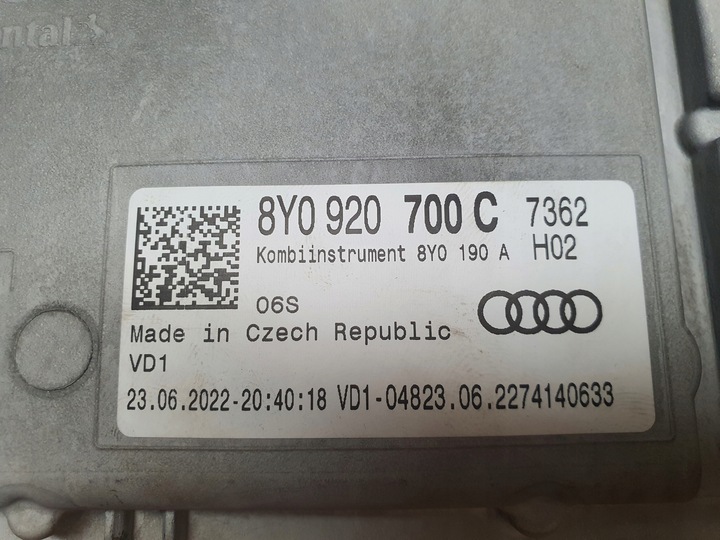 8Y0 920 700 C 7362
Kombiinstrument 8Y0 190 A H02
06S
Made in Czech Republic
VD1
23.06.2022-20:40:18 VD1-04823.06.2274140633